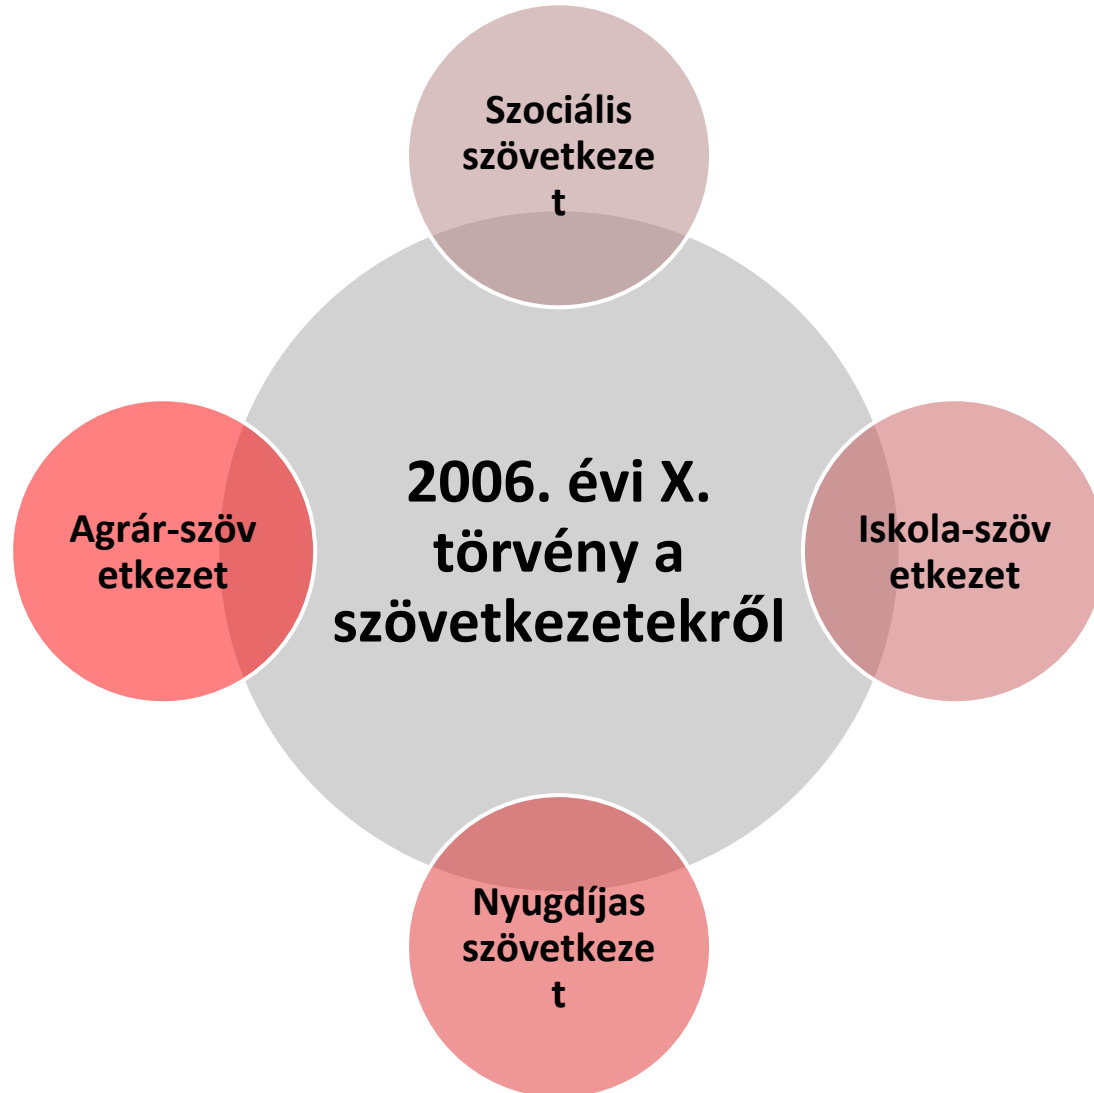 Szociális
szövetkeze
t
2006. évi X.
törvény a
szövetkezetekről
Agrár-szöv
etkezet
Iskola-szöv
etkezet
Nyugdíjas
szövetkeze
t